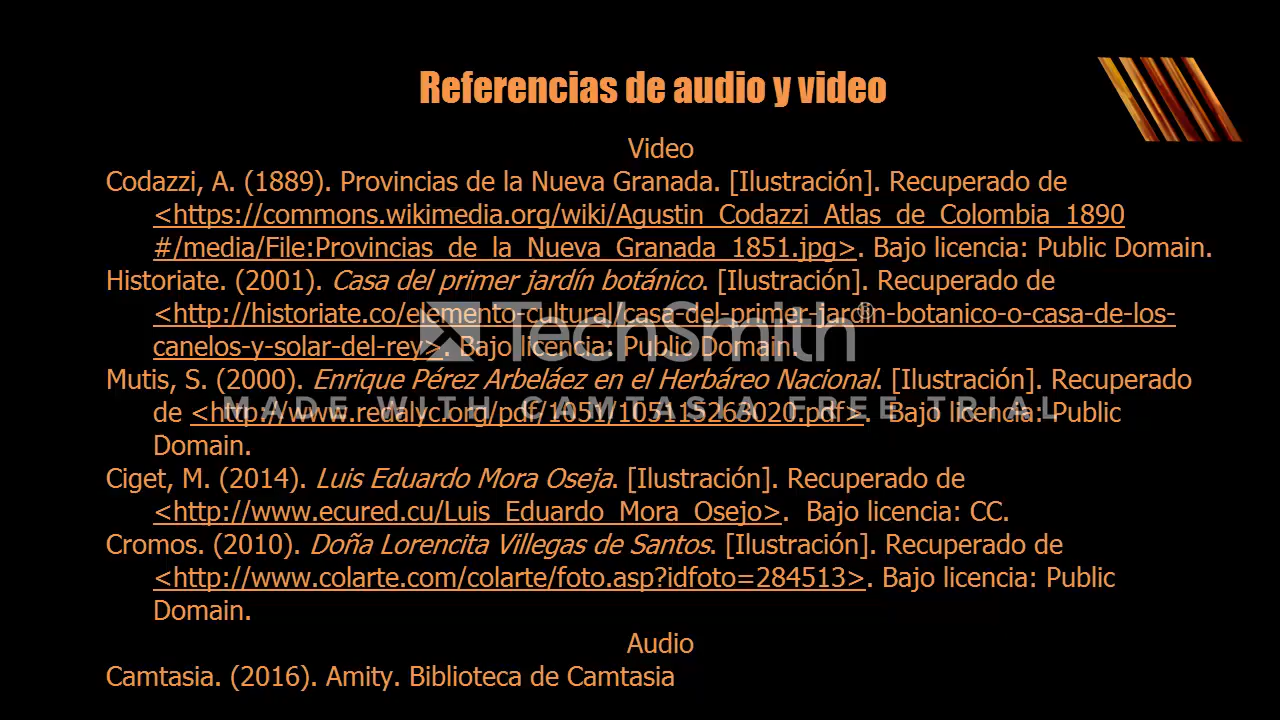 Referencias de audio y video
Video
Codazzi, A. (1889). Provincias de la Nueva Granada. [Ilustración]. Recuperado de
<https://commons.wikimedia.org/wiki/Agustin_Codazzi_Atlas_de_Colombia_1890
#/media/File:Provincias_de_la_Nueva_Granada_1851.jpg>. Bajo licencia: Public Domain.
Historiate. (2001). Casa del primer jardín botánico. [Ilustración]. Recuperado de
<http://historiate.co/elemento-cultural/casa-del-primer-jardin-botanico-o-casa-de-los-
canelos-y-solar-del-rey>. Bajo licencia: Public Domain.
TechSmith®
Mutis, S. (2000). Enrique Pérez Arbeláez en el Herbáreo Nacional. [Ilustración]. Recuperado
de <http://www.redalyc.org/pdf/1051/105115263020.pdf>. Bajo licencia: Public
MADE WITH CAMTASIA FREE TRIAL
Domain.
Ciget, M. (2014). Luis Eduardo Mora Oseja. [Ilustración]. Recuperado de
<http://www.ecured.cu/Luis_Eduardo_Mora_Osejo>. Bajo licencia: CC.
Cromos. (2010). Doña Lorencita Villegas de Santos. [Ilustración]. Recuperado de
<http://www.colarte.com/colarte/foto.asp?idfoto=284513>. Bajo licencia: Public
Domain.
Audio
Camtasia. (2016). Amity. Biblioteca de Camtasia